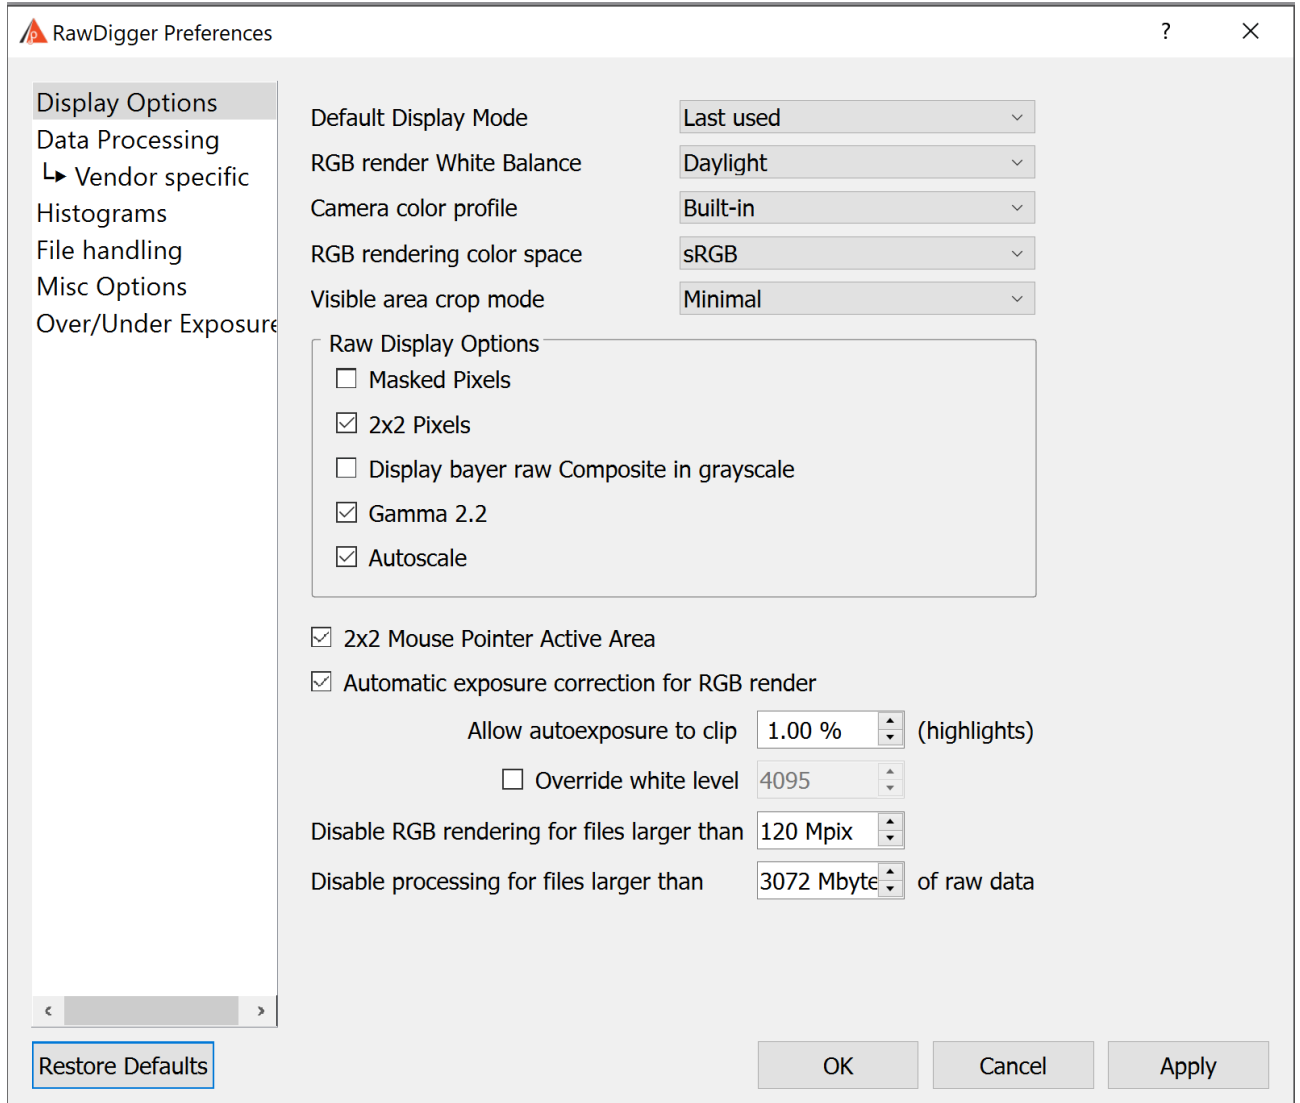 RawDigger Preferences
?
Display Options
Data Processing
Vendor specific
Histograms
File handling
Misc Options
Over/Under Exposure
Default Display Mode Last used
RGB render White Balance Daylight
Camera color profile Built-in
RGB rendering color space sRGB
Visible area crop mode Minimal
Raw Display Options
Masked Pixels
2x2 Pixels
Display bayer raw Composite in grayscale
Gamma 2.2
Autoscale
2x2 Mouse Pointer Active Area
Automatic exposure correction for RGB render
Allow autoexposure to clip 1.00 % (highlights)
Override white level 4095
Disable RGB rendering for files larger than 120 Mpix
Disable processing for files larger than 3072 Mbyte of raw data
Restore Defaults OK Cancel Apply